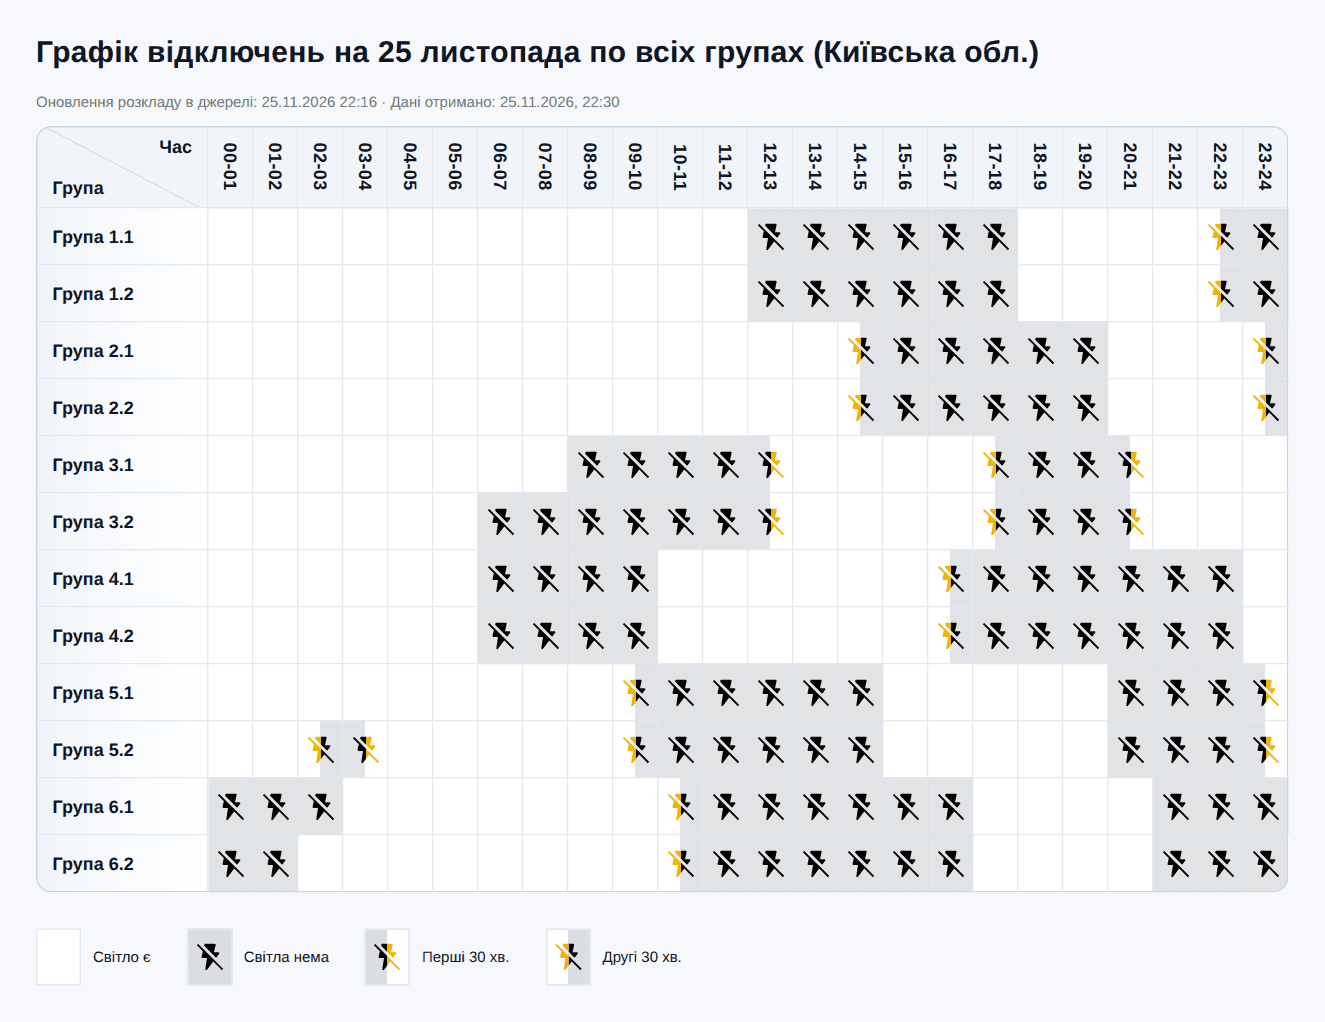 Графік відключень на 25 листопада по всіх групах (Київська обл.)
Оновлення розкладу в джерелі: 25.11.2026 22:16 · Дані отримано: 25.11.2026, 22:30
Час
Група
00-01 01-02 02-03 03-04 04-05 05-06 06-07 07-08 08-09 09-10 10-11 11-12 12-13 13-14 14-15 15-16 16-17 17-18 18-19 19-20 20-21 21-22 22-23 23-24
Група 1.1
Група 1.2
Група 2.1
Група 2.2
Група 3.1
Група 3.2
Група 4.1
Група 4.2
Група 5.1
Група 5.2
Група 6.1
Група 6.2
Світло є Світла нема Перші 30 хв. Другі 30 хв.